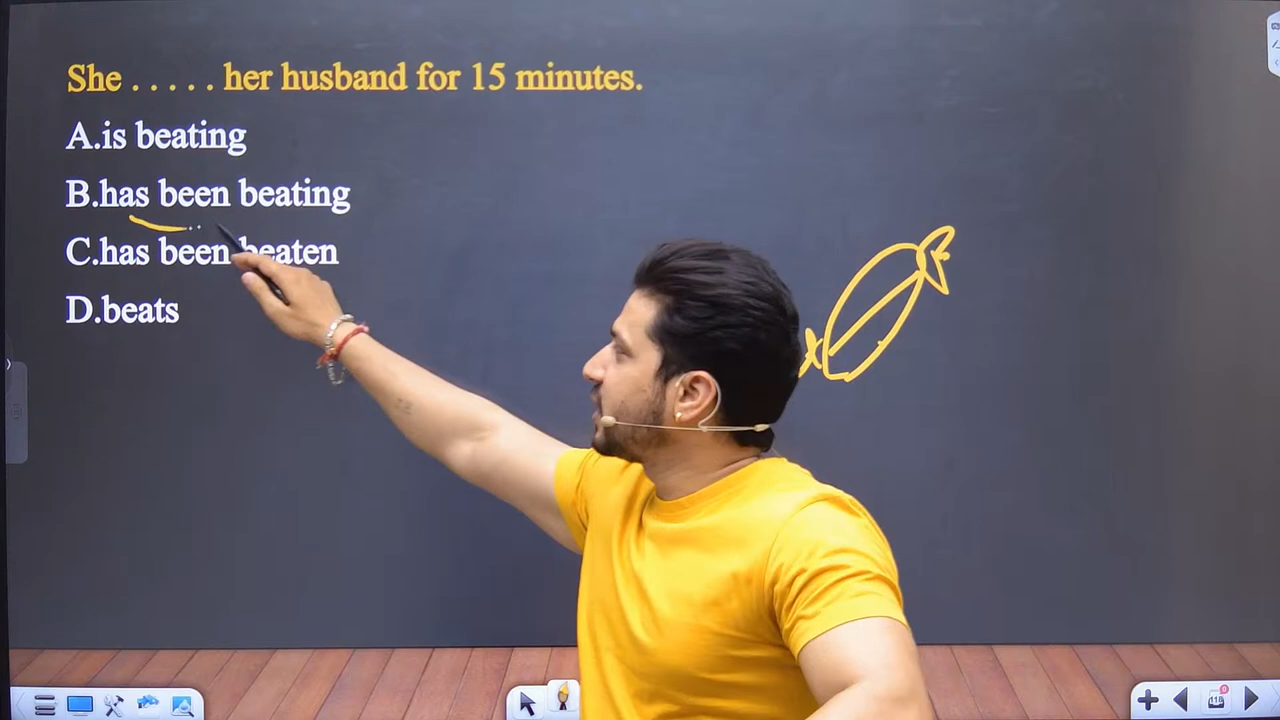 She . . . . . her husband for 15 minutes.
A.is beating
B.has been beating
C.has been beaten
D.beats